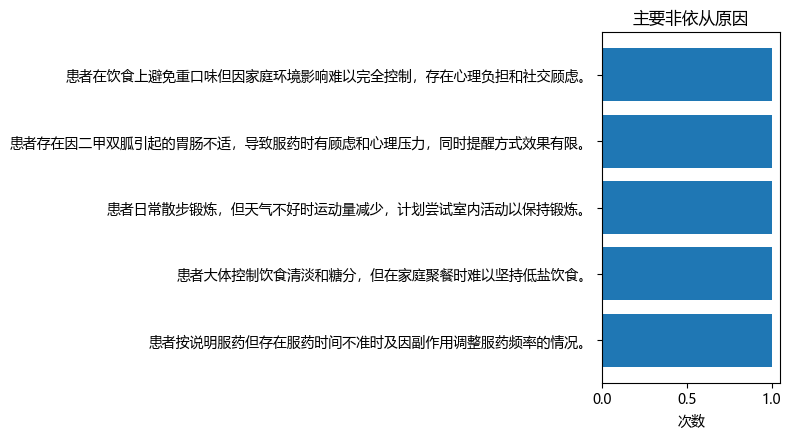 主要非依从原因
患者在饮食上避免重口味但因家庭环境影响难以完全控制，存在心理负担和社交顾虑。
患者存在因二甲双胍引起的胃肠不适，导致服药时有顾虑和心理压力，同时提醒方式效果有限。
患者日常散步锻炼，但天气不好时运动量减少，计划尝试室内活动以保持锻炼。
患者大体控制饮食清淡和糖分，但在家庭聚餐时难以坚持低盐饮食。
患者按说明服药但存在服药时间不准时及因副作用调整服药频率的情况。
0.0 0.5 1.0
次数